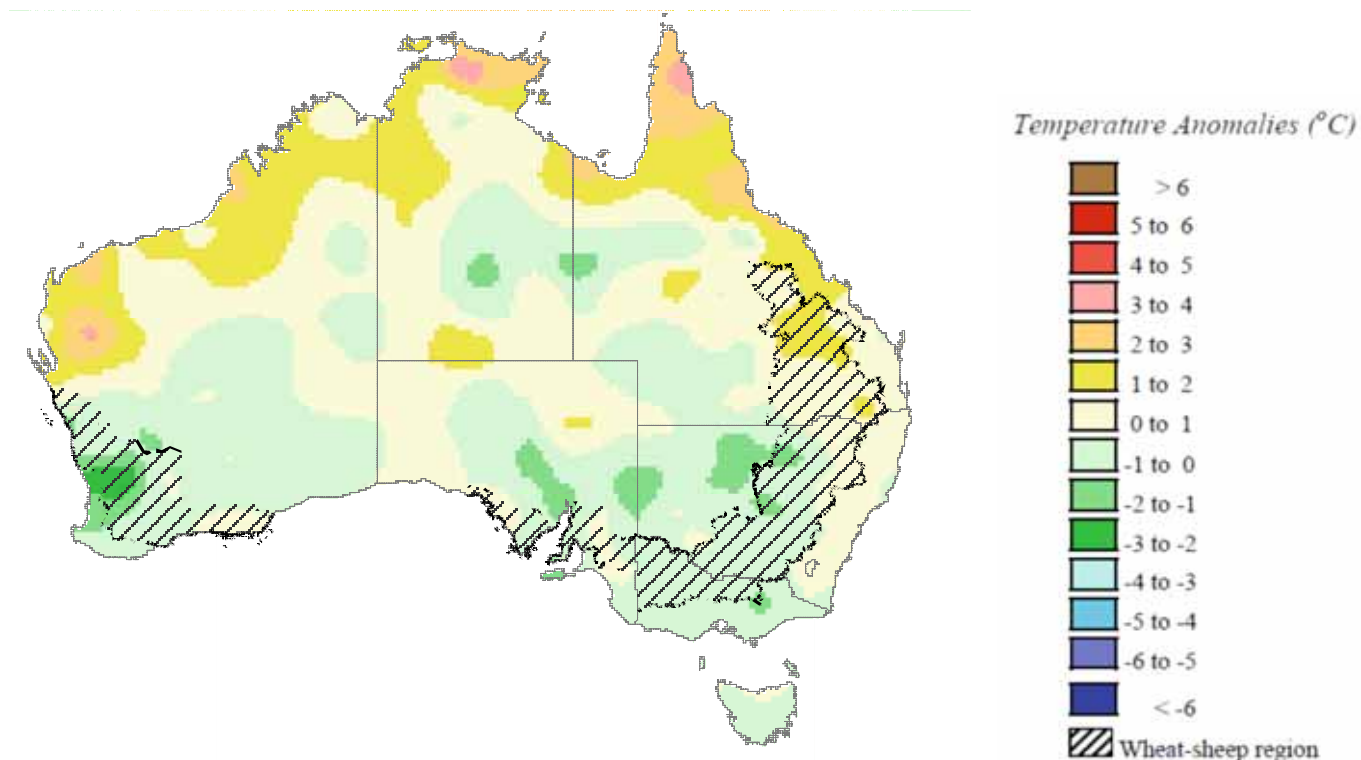 Temperature Anomalies (°C)
> 6
5 to 6
4 to 5
3 to 4
2 to 3
1 to 2
0 to 1
-1 to 0
-2 to -1
-3 to -2
-4 to -3
-5 to -4
-6 to -5
< -6
Wheat-sheep region